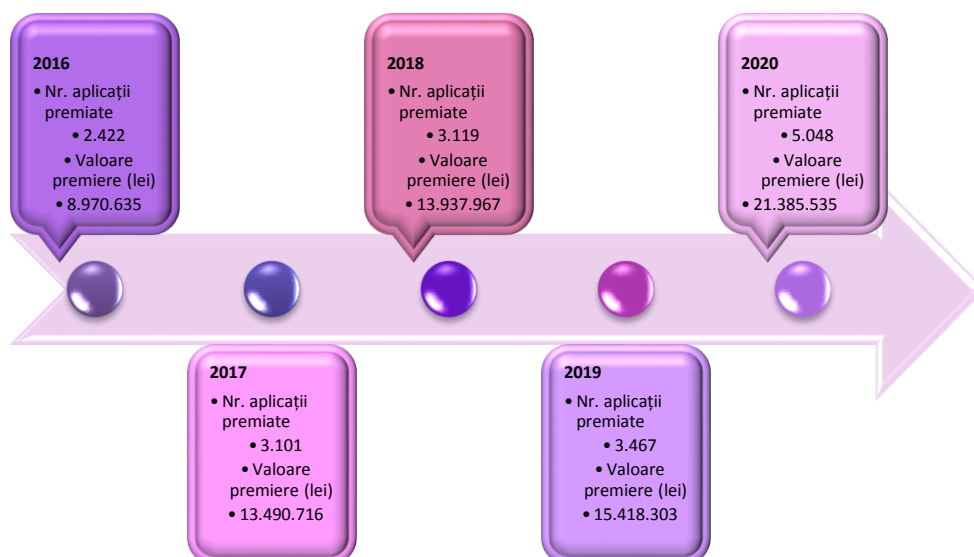 2016
• Nr. aplicații
premiate
• 2.422
• Valoare
premiere (lei)
• 8.970.635
2018
• Nr. aplicații
premiate
• 3.119
• Valoare
premiere (lei)
• 13.937.967
2020
• Nr. aplicații
premiate
• 5.048
• Valoare
premiere (lei)
• 21.385.535
2017
• Nr. aplicații
premiate
• 3.101
• Valoare
premiere (lei)
• 13.490.716
2019
• Nr. aplicații
premiate
• 3.467
• Valoare
premiere (lei)
• 15.418.303